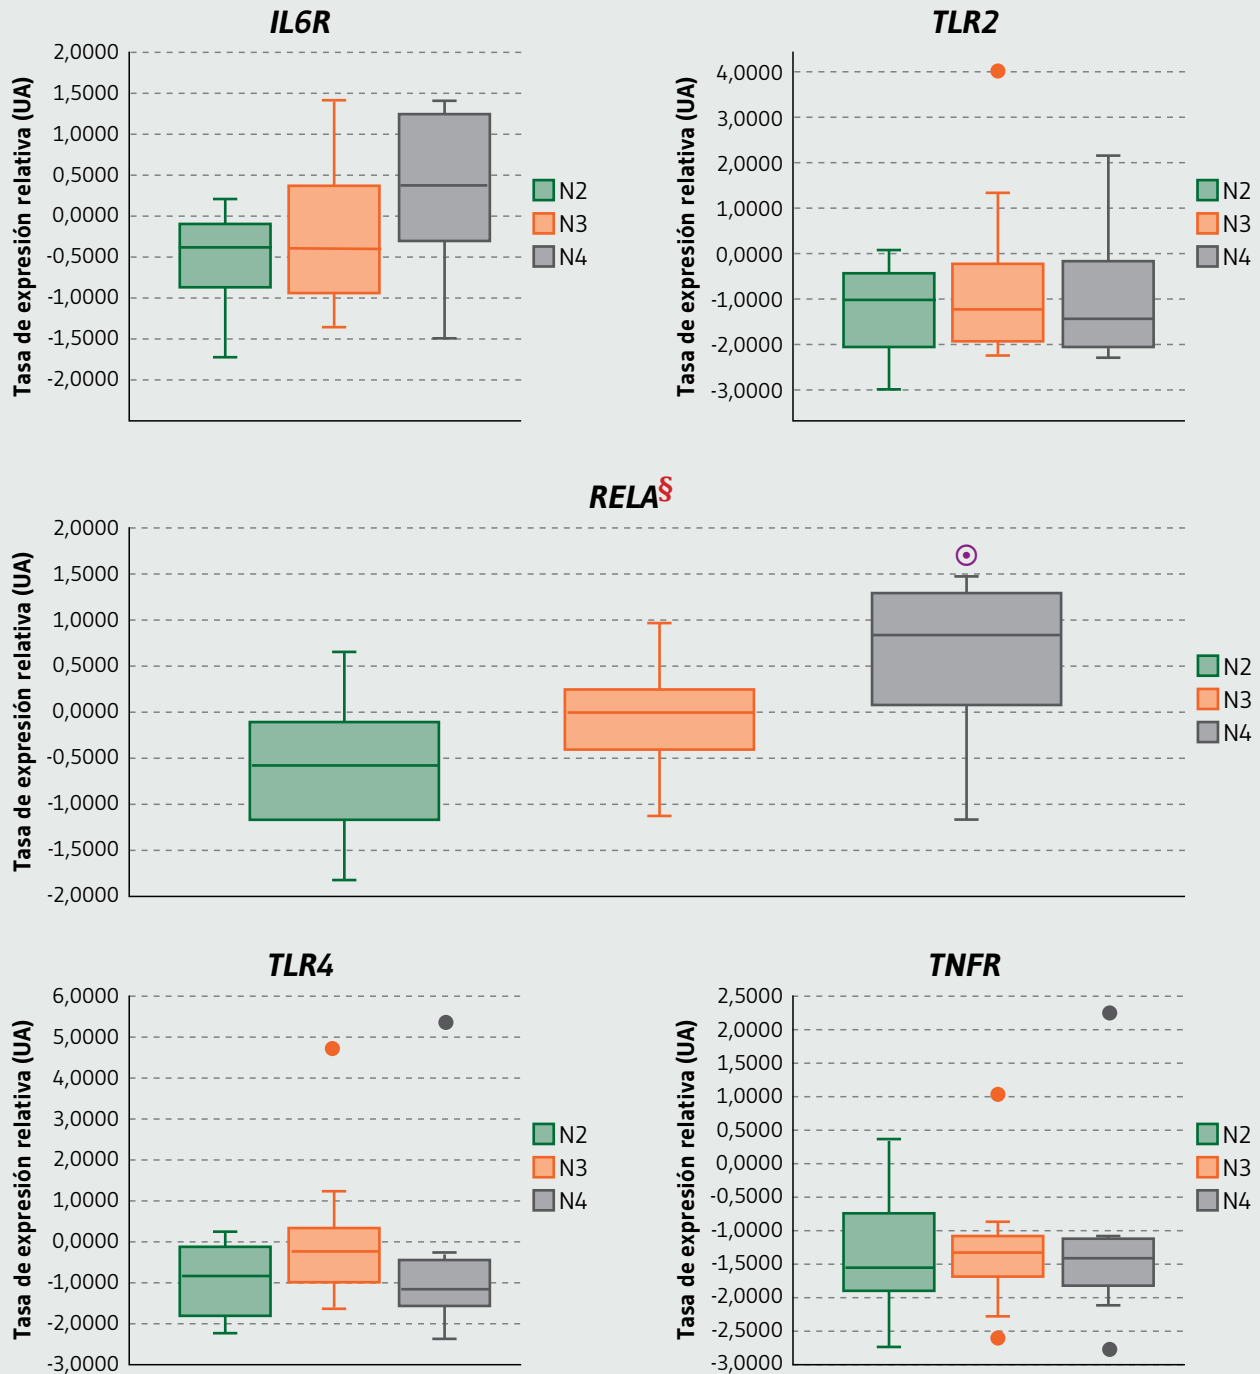 IL6R
Tasa de expresión relativa (UA)
2,0000
1,5000
1,0000
0,5000
0,0000
-0,5000
-1,0000
-1,5000
-2,0000
N2
N3
N4
TLR2
Tasa de expresión relativa (UA)
4,0000
3,0000
2,0000
1,0000
0,0000
-1,0000
-2,0000
-3,0000
N2
N3
N4
RELA§
Tasa de expresión relativa (UA)
2,0000
1,5000
1,0000
0,5000
0,0000
-0,5000
-1,0000
-1,5000
-2,0000
N2
N3
N4
TLR4
Tasa de expresión relativa (UA)
6,0000
5,0000
4,0000
3,0000
2,0000
1,0000
0,0000
-1,0000
-2,0000
-3,0000
N2
N3
N4
TNFR
Tasa de expresión relativa (UA)
2,5000
2,0000
1,5000
1,0000
0,5000
0,0000
-0,5000
-1,0000
-1,5000
-2,0000
-2,5000
-3,0000
N2
N3
N4